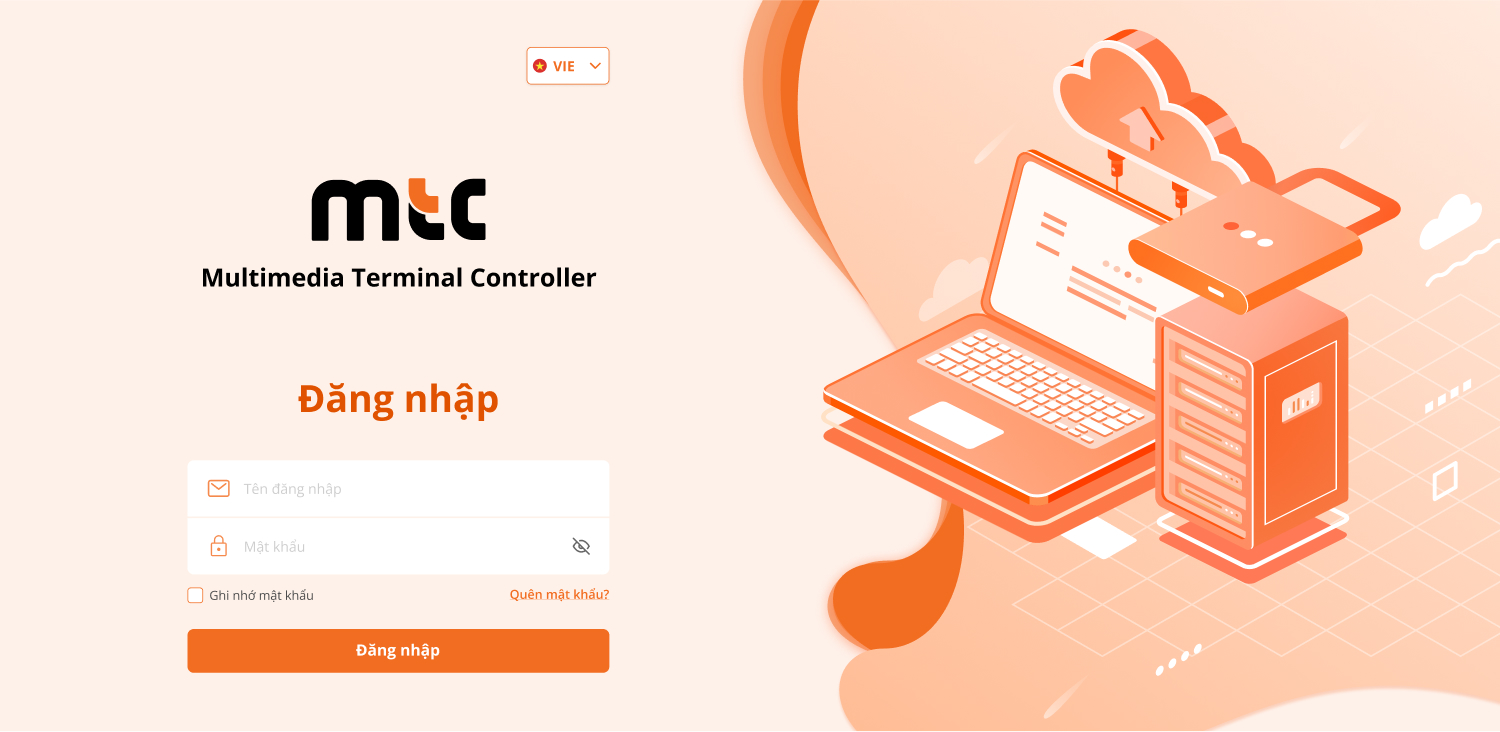 VIE
mtc
Multimedia Terminal Controller
Đăng nhập
Tên đăng nhập
Mật khẩu
Ghi nhớ mật khẩu
Quên mật khẩu?
Đăng nhập